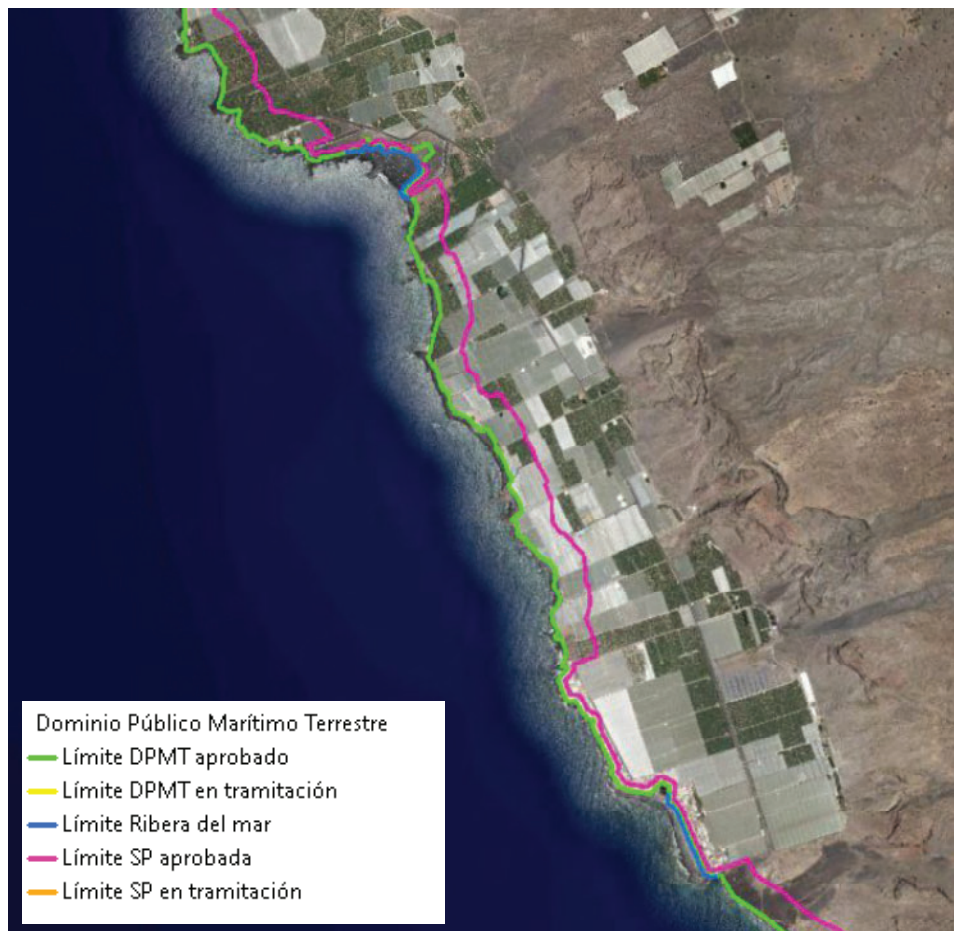 Dominio Público Marítimo Terrestre
Límite DPMT aprobado
Límite DPMT en tramitación
Límite Ribera del mar
Límite SP aprobada
Límite SP en tramitación